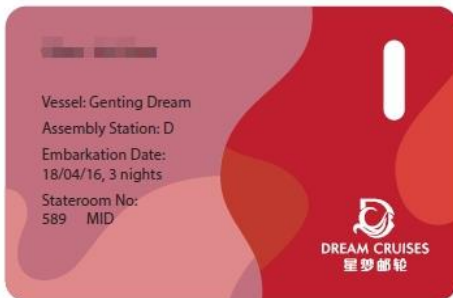 Vessel: Genting Dream
Assembly Station: D
Embarkation Date:
18/04/16, 3 nights
Stateroom No:
589 MID
DREAM CRUISES
星梦邮轮